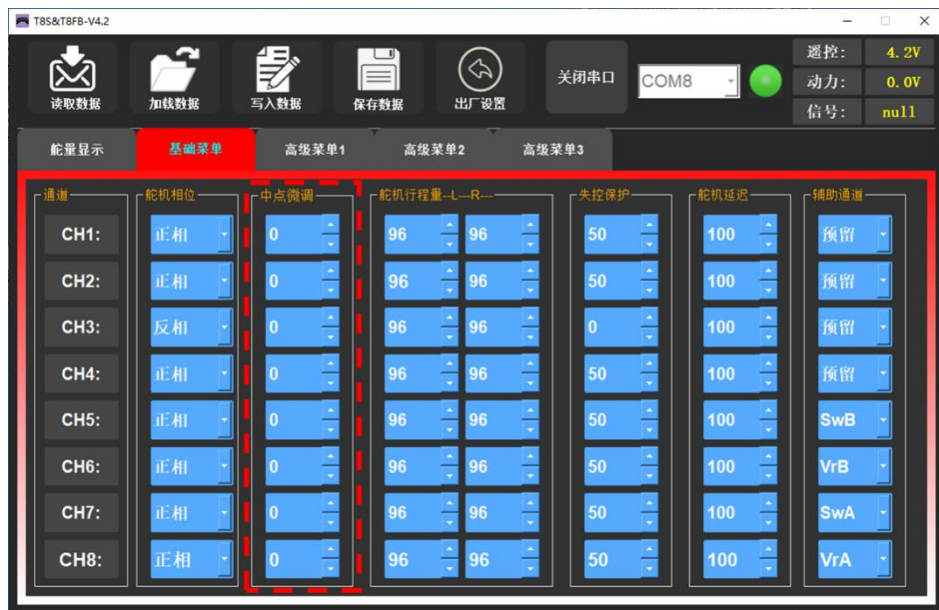 T8S&T8FB-V4.2
读取数据 加载数据 写入数据 保存数据 出厂设置 关闭串口 COM8
遥控: 4.2V
动力: 0.0V
信号: null
舵量显示 基础菜单 高级菜单1 高级菜单2 高级菜单3
通道 舵机相位 中点微调 舵机行程量--L---R--- 失控保护 舵机延迟 辅助通道
CH1: 正相 0 96 96 50 100 预留
CH2: 正相 0 96 96 50 100 预留
CH3: 反相 0 96 96 0 100 预留
CH4: 正相 0 96 96 50 100 预留
CH5: 正相 0 96 96 50 100 SwB
CH6: 正相 0 96 96 50 100 VrB
CH7: 正相 0 96 96 50 100 SwA
CH8: 正相 0 96 96 50 100 VrA